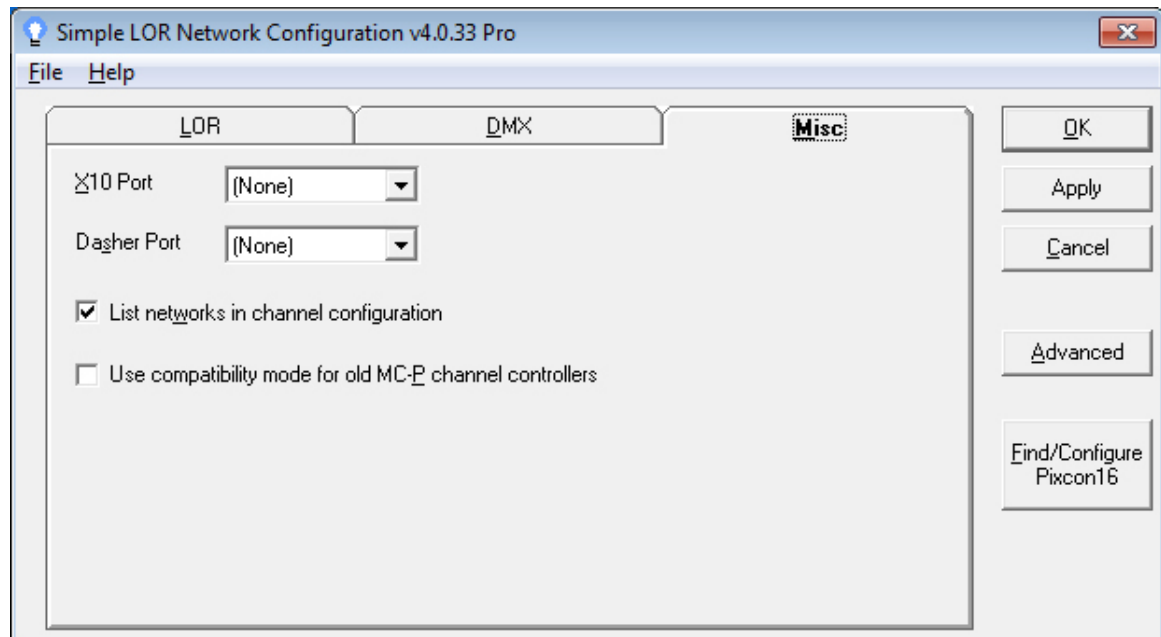 Simple LOR Network Configuration v4.0.33 Pro
File Help
LOR DMX Misc
OK
X10 Port (None)
Apply
Dasher Port (None)
Cancel
List networks in channel configuration
Advanced
Use compatibility mode for old MC-P channel controllers
Find/Configure
Pixcon16